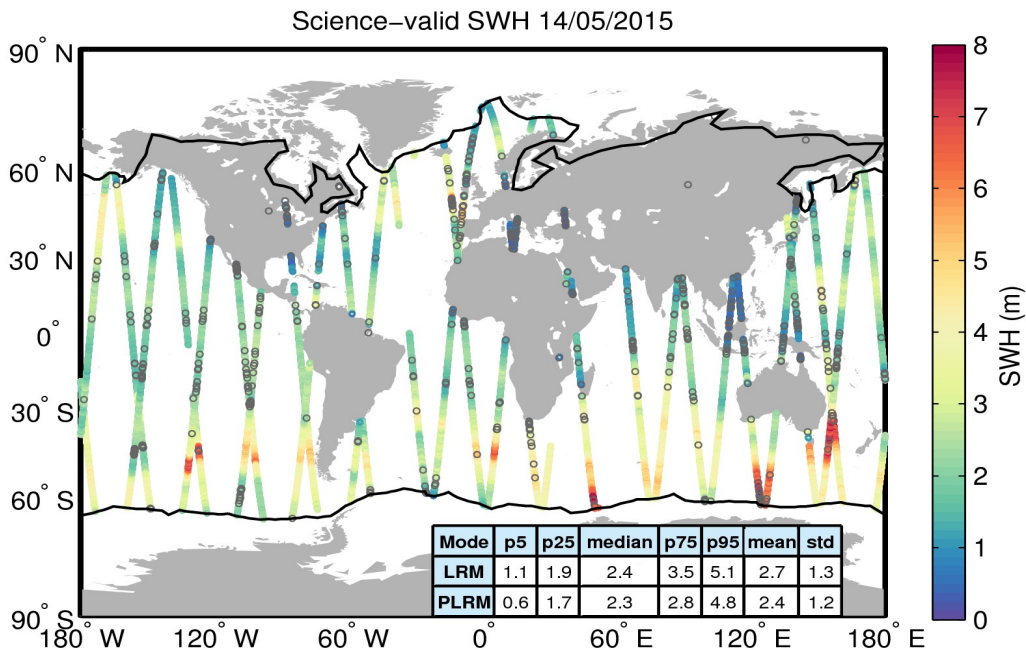 Science−valid SWH 14/05/2015
90° N
60° N
30° N
0°
30° S
60° S
90° S
180° W 120° W 60° W 0° 60° E 120° E 180° E
Mode p5 p25 median p75 p95 mean std
LRM 1.1 1.9 2.4 3.5 5.1 2.7 1.3
PLRM 0.6 1.7 2.3 2.8 4.8 2.4 1.2
8
7
6
5
4
3
2
1
0
SWH (m)